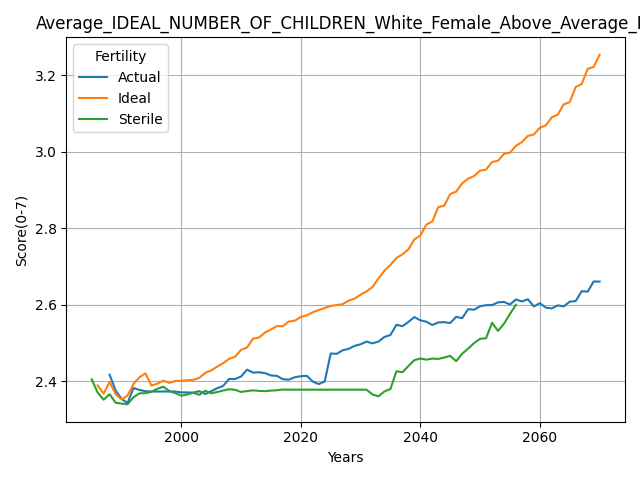 Average_IDEAL_NUMBER_OF_CHILDREN_White_Female_Above_Average_I
Fertility
Actual
Ideal
Sterile
3.2
3.0
2.8
2.6
2.4
Score(0-7)
2000
2020
2040
2060
Years